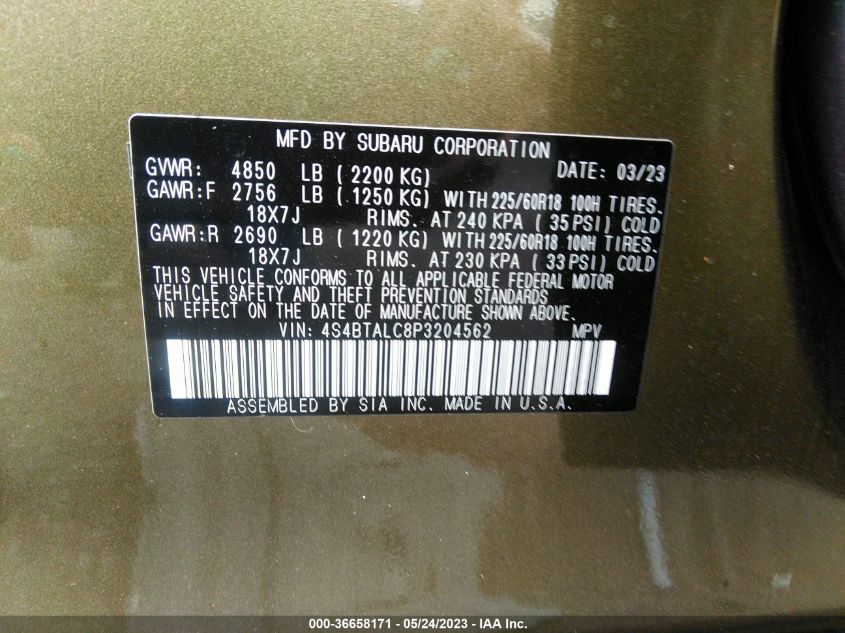 MFD BY SUBARU CORPORATION
GVWR: 4850 LB ( 2200 KG) DATE: 03/23
GAWR:F 2756 LB ( 1250 KG) WITH 225/60R18 100H TIRES.
18X7J RIMS. AT 240 KPA ( 35 PSI) COLD
GAWR:R 2690 LB ( 1220 KG) WITH 225/60R18 100H TIRES.
18X7J RIMS. AT 230 KPA ( 33 PSI) COLD
THIS VEHICLE CONFORMS TO ALL APPLICABLE FEDERAL MOTOR
VEHICLE SAFETY AND THEFT PREVENTION STANDARDS
IN EFFECT ON THE DATE OF MANUFACTURE SHOWN ABOVE.
VIN: 4S4BTALC8P3204562 MPV
ASSEMBLED BY SIA INC. MADE IN U.S.A.
000-36658171 - 05/24/2023 - IAA Inc.